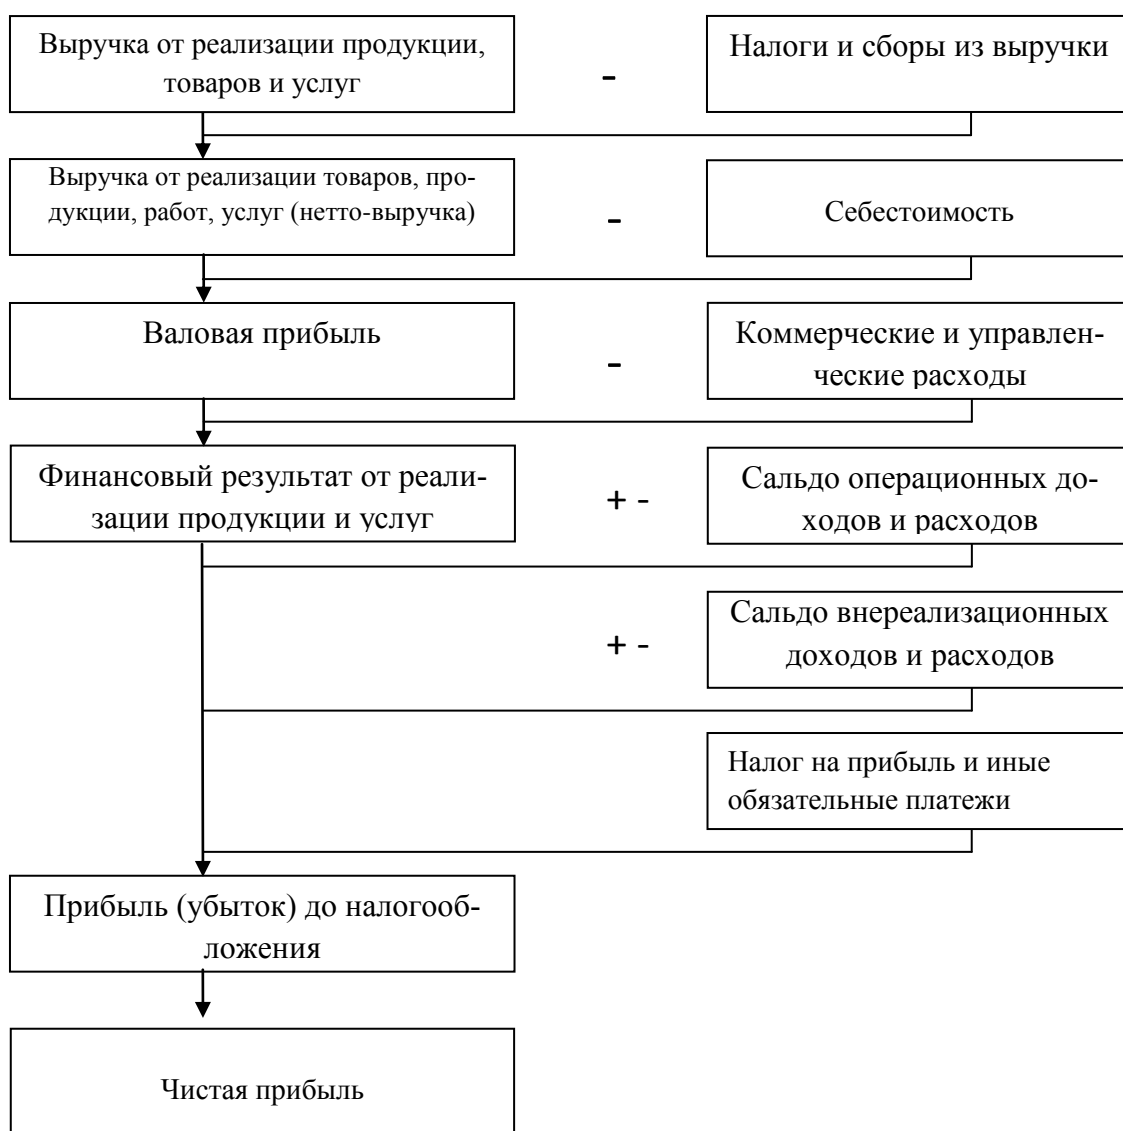 Выручка от реализации продукции,
товаров и услуг
-
Налоги и сборы из выручки
Выручка от реализации товаров, про-
дукции, работ, услуг (нетто-выручка)
-
Себестоимость
Валовая прибыль
-
Коммерческие и управлен-
ческие расходы
Финансовый результат от реали-
зации продукции и услуг
+ -
Сальдо операционных до-
ходов и расходов
+ -
Сальдо внереализационных
доходов и расходов
Налог на прибыль и иные
обязательные платежи
Прибыль (убыток) до налогооб-
ложения
Чистая прибыль